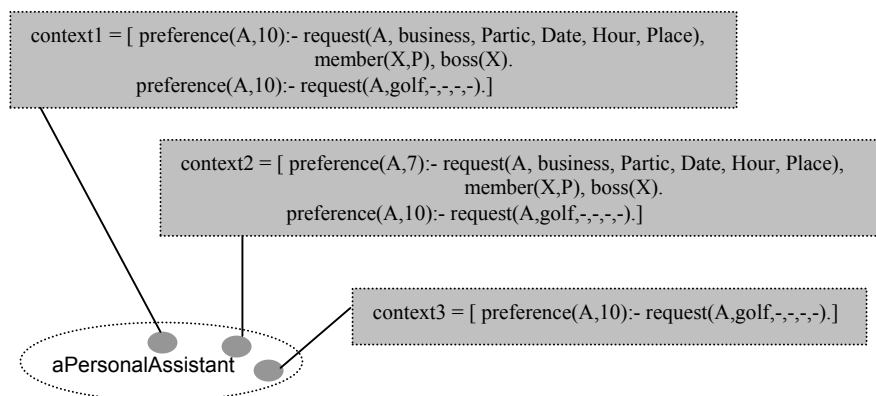 context1 = [ preference(A,10):- request(A, business, Partic, Date, Hour, Place),
member(X,P), boss(X).
preference(A,10):- request(A,golf,-,-,-,-).]
context2 = [ preference(A,7):- request(A, business, Partic, Date, Hour, Place),
member(X,P), boss(X).
preference(A,10):- request(A,golf,-,-,-,-).]
context3 = [ preference(A,10):- request(A,golf,-,-,-,-).]
aPersonalAssistant